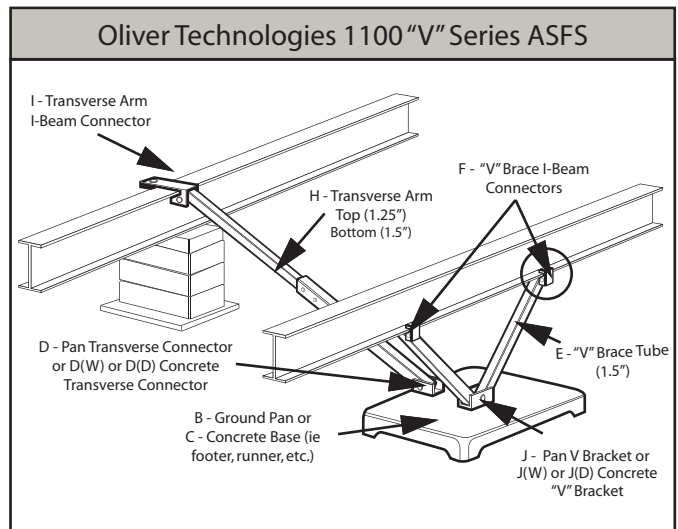 Oliver Technologies 1100 “V” Series ASFS
I - Transverse Arm
I-Beam Connector
F - “V” Brace I-Beam
Connectors
H - Transverse Arm
Top (1.25”)
Bottom (1.5”)
D - Pan Transverse Connector
or D(W) or D(D) Concrete
Transverse Connector
E - “V” Brace Tube
(1.5”)
B - Ground Pan or
C - Concrete Base (ie
footer, runner, etc.)
J - Pan V Bracket or
J(W) or J(D) Concrete
“V” Bracket